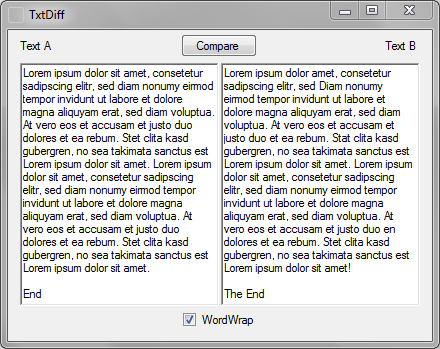 TxtDiff
Text A
Compare
Text B
Lorem ipsum dolor sit amet, consetetur
sadipscing elitr, sed diam nonumy eirmod
tempor invidunt ut labore et dolore
magna aliquyam erat, sed diam voluptua.
At vero eos et accusam et justo duo
dolores et ea rebum. Stet clita kasd
gubergren, no sea takimata sanctus est
Lorem ipsum dolor sit amet. Lorem ipsum
dolor sit amet, consetetur sadipscing
elitr, sed diam nonumy eirmod tempor
invidunt ut labore et dolore magna
aliquyam erat, sed diam voluptua. At
vero eos et accusam et justo duo
dolores et ea rebum. Stet clita kasd
gubergren, no sea takimata sanctus est
Lorem ipsum dolor sit amet.
End
Lorem ipsum dolor amet, consetetur
sadipscing elitr, sed Diam nonumy
eirmod tempor invidunt ut labore et
dolore magna aliquyam erat, sed diam
voluptua. At vero eos et accusam et
justo duo dolores et ea rebum. Stat clita
kasd gubergren, no sea takimata sanctus
est Lorem ipsum dolor sit amet. Lorem
ipsum dolor sit amet, consetetur
sadipscing elitr, sed diam nonumy
eirmod tempor invidunt ut labore et
dolore magna aliquyam erat, sed diam
voluptua. At vero eos et accusam et
justo duo en dolores et ea rebum. Stet
clita kasd gubergren, no sea takimata
sanctus est Lorem ipsum dolor sit amet!
The End
WordWrap